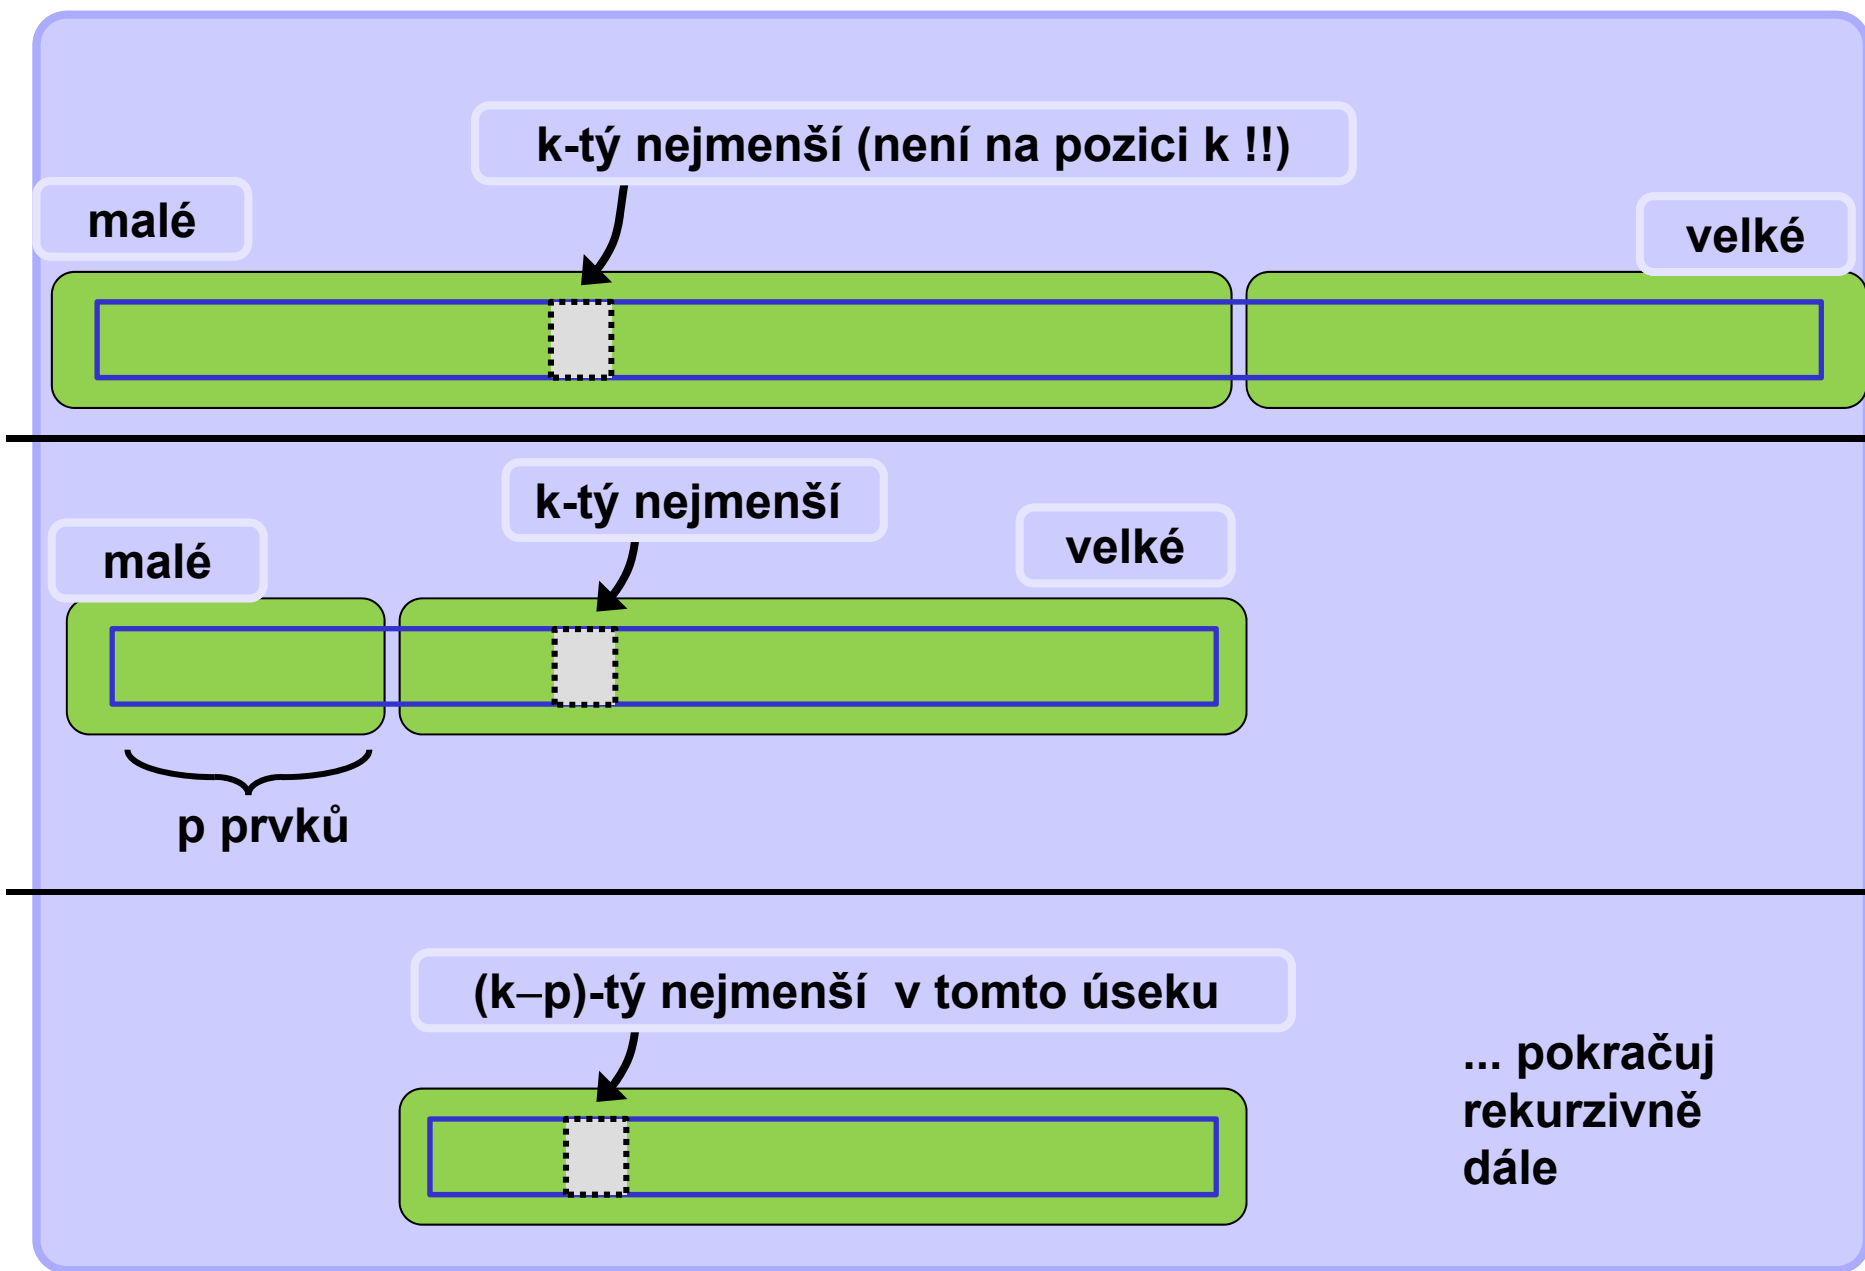 k-tý nejmenší (není na pozici k !!)
malé
velké
k-tý nejmenší
velké
malé
p prvků
(k–p)-tý nejmenší v tomto úseku
... pokračuj
rekurzivně
dále